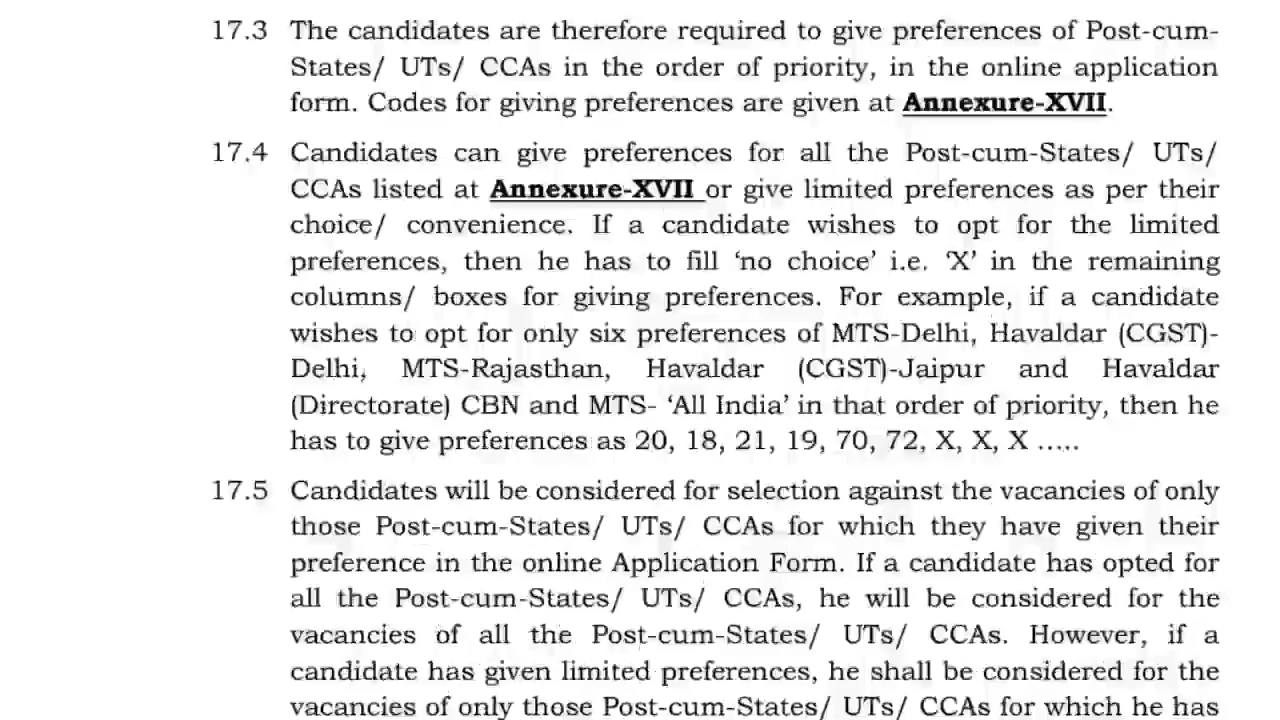 17.3 The candidates are therefore required to give preferences of Post-cum-
States/ UTs/ CCAs in the order of priority, in the online application
form. Codes for giving preferences are given at Annexure-XVII.
17.4 Candidates can give preferences for all the Post-cum-States/ UTs/
CCAs listed at Annexure-XVII or give limited preferences as per their
choice/ convenience. If a candidate wishes to opt for the limited
preferences, then he has to fill ‘no choice’ i.e. ‘X’ in the remaining
columns/ boxes for giving preferences. For example, if a candidate
wishes to opt for only six preferences of MTS-Delhi, Havaldar (CGST)-
Delhi, MTS-Rajasthan, Havaldar (CGST)-Jaipur and Havaldar
(Directorate) CBN and MTS- ‘All India’ in that order of priority, then he
has to give preferences as 20, 18, 21, 19, 70, 72, X, X, X .....
17.5 Candidates will be considered for selection against the vacancies of only
those Post-cum-States/ UTs/ CCAs for which they have given their
preference in the online Application Form. If a candidate has opted for
all the Post-cum-States/ UTs/ CCAs, he will be considered for the
vacancies of all the Post-cum-States/ UTs/ CCAs. However, if a
candidate has given limited preferences, he shall be considered for the
vacancies of only those Post-cum-States/ UTs/ CCAs for which he has